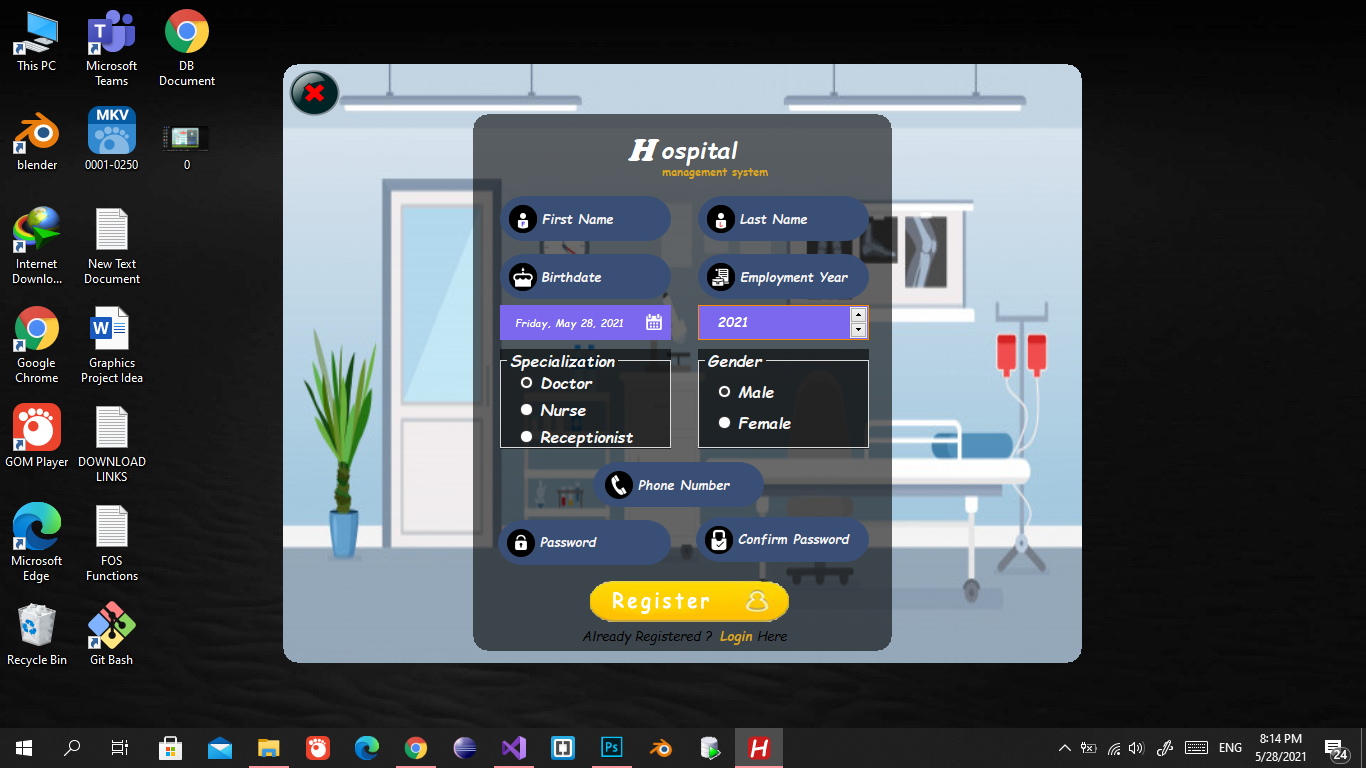 This PC
Microsoft
Teams
DB
Document
blender
MKV
0001-0250
0
Internet
Downlo...
New Text
Document
Google
Chrome
Graphics
Project Idea
GOM Player
DOWNLOAD
LINKS
Microsoft
Edge
FOS
Functions
Recycle Bin
Git Bash
Hospital
management system
First Name
Last Name
Birthdate
Employment Year
Friday, May 28, 2021
2021
Specialization
Doctor
Nurse
Receptionist
Gender
Male
Female
Phone Number
Password
Confirm Password
Register
Already Registered ? Login Here
Ps
H
ENG
8:14 PM
5/28/2021
24